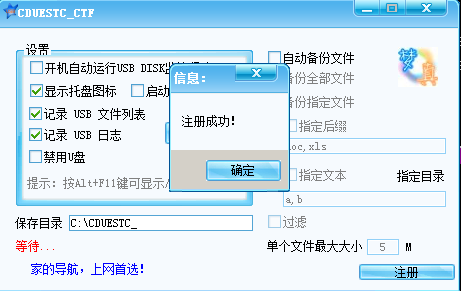 CDUESTC_CTF
设置
开机自动运行USB DISK
显示托盘图标
启动
记录 USB 文件列表
记录 USB 日志
禁用U盘
提示: 按Alt+F11键可显示/
保存目录 C:\CDUESTC_
等待...
家的导航，上网首选!
信息:
注册成功!
确定
自动备份文件
备份全部文件
备份指定文件
指定后缀
doc,xls
指定文本 指定目录
a,b
过滤
单个文件最大大小 5 M
注册
梦真